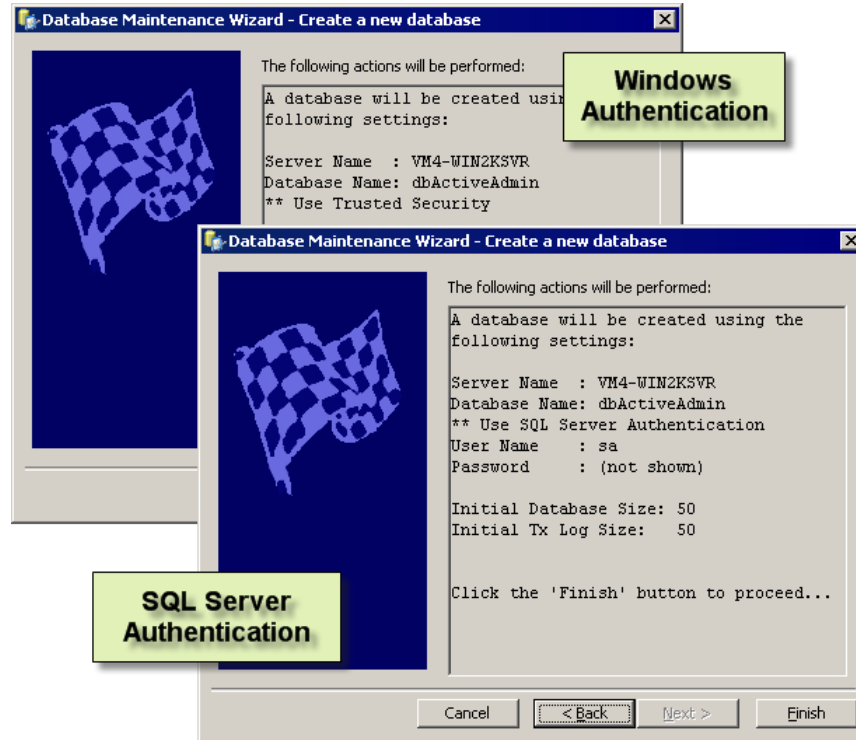 Database Maintenance Wizard - Create a new database
The following actions will be performed:
A database will be created usin
following settings:
Server Name  : VM4-WIN2KSVR
Database Name: dbActiveAdmin
** Use Trusted Security
Windows
Authentication
Database Maintenance Wizard - Create a new database
The following actions will be performed:
A database will be created using the
following settings:
Server Name  : VM4-WIN2KSVR
Database Name: dbActiveAdmin
** Use SQL Server Authentication
User Name    : sa
Password     : (not shown)
Initial Database Size: 50
Initial Tx Log Size:   50
Click the 'Finish' button to proceed...
SQL Server
Authentication
Cancel
< Back
Next >
Finish